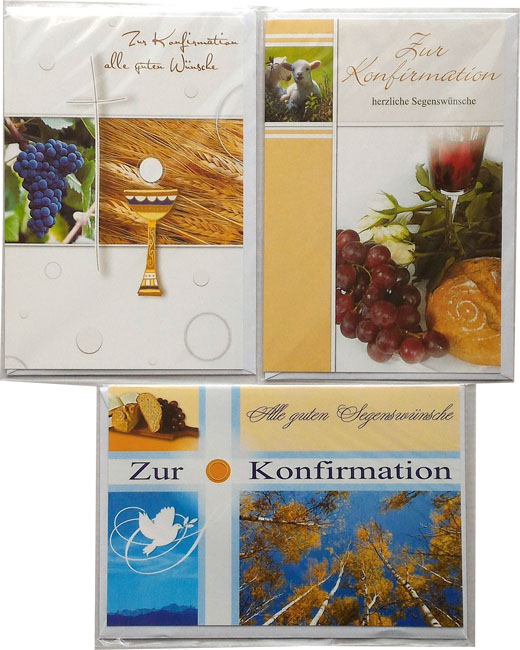 Zur Konfirmation
alle guten Wünsche
Zur
Konfirmation
herzliche Segenswünsche
Alle guten Segenswünsche
Zur Konfirmation